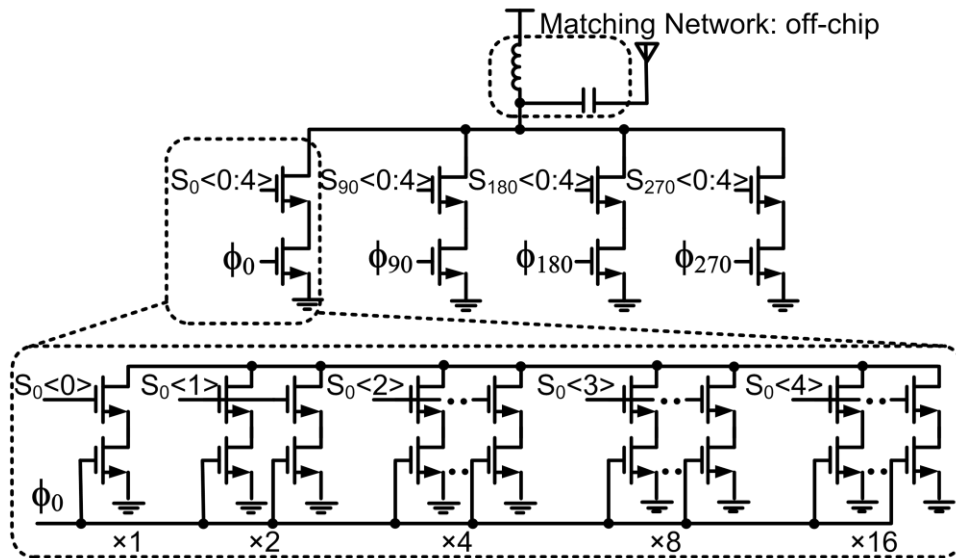 Matching Network: off-chip
S0<0:4> S90<0:4> S180<0:4> S270<0:4>
ϕ0 ϕ90 ϕ180 ϕ270
S0<0> S0<1> S0<2> S0<3> S0<4>
ϕ0
×1 ×2 ×4 ×8 ×16